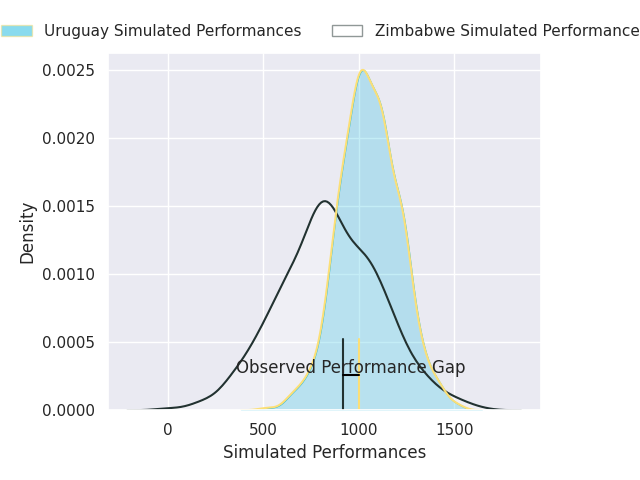 Uruguay Simulated Performances
Zimbabwe Simulated Performance
0.0025
0.0020
0.0015
0.0010
0.0005
0.0000
Density
Observed Performance Gap
0
500
1000
1500
Simulated Performances